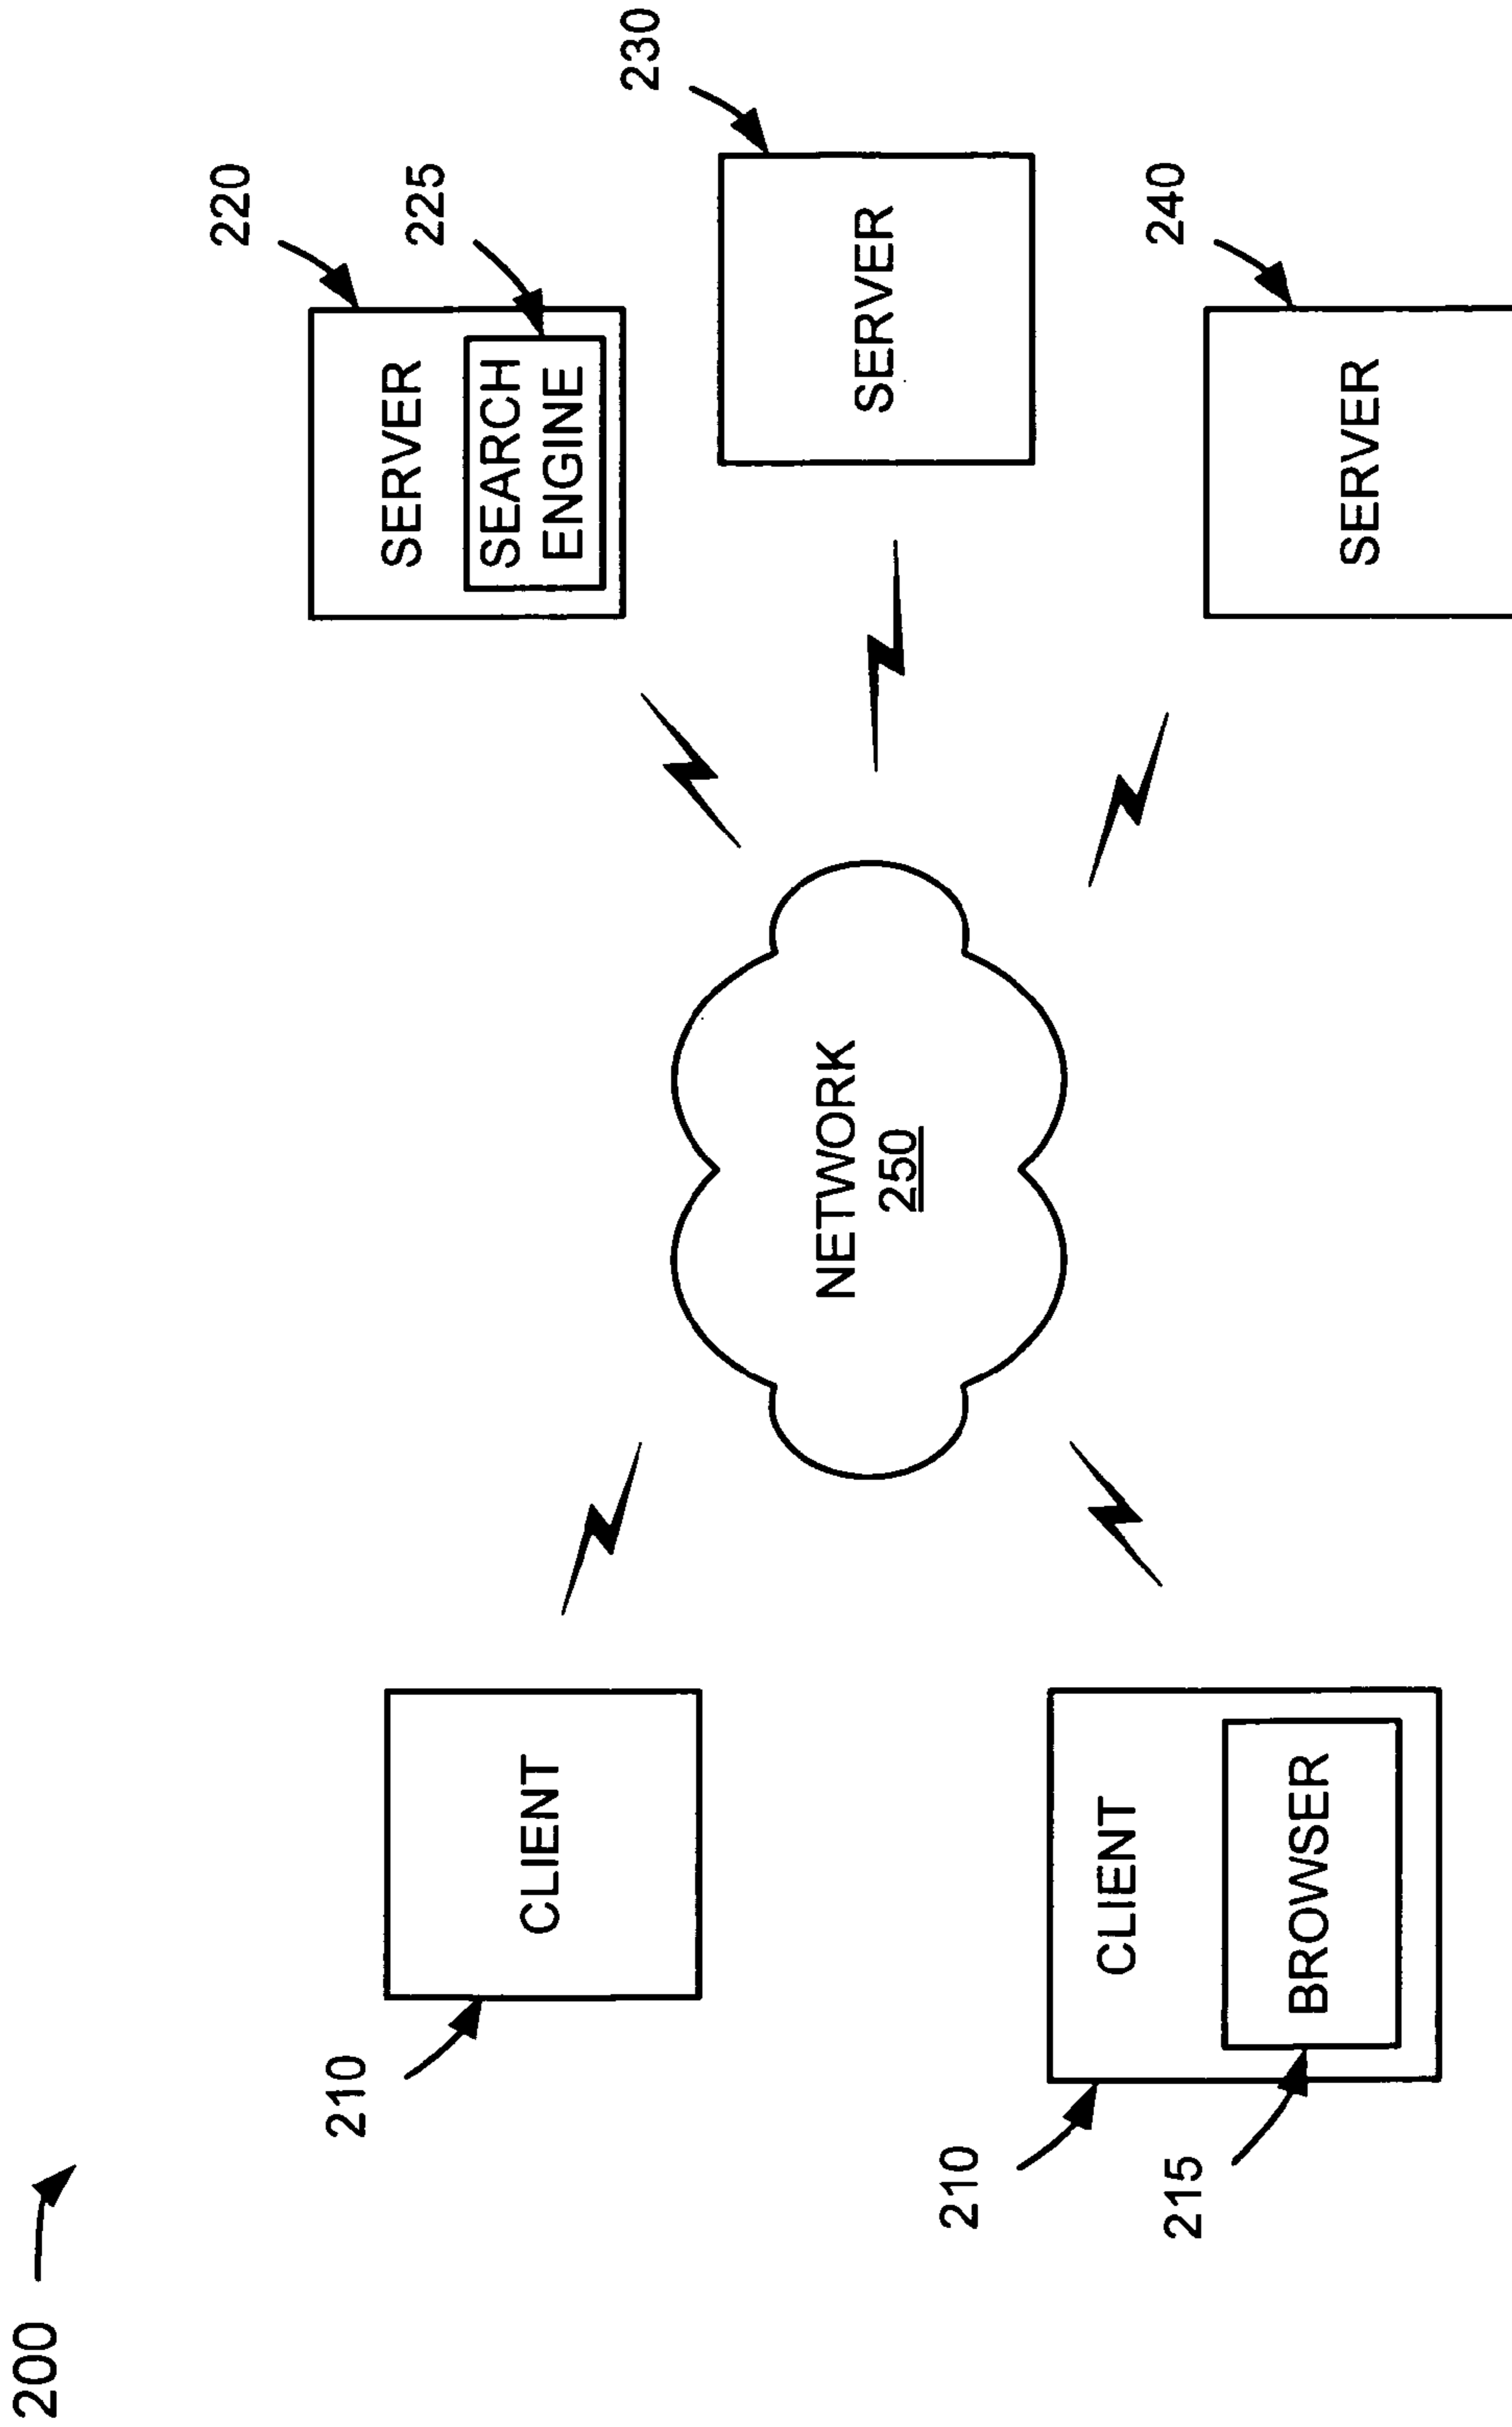 200
210
CLIENT
210
CLIENT
215
BROWSER
NETWORK
250
220
SERVER
225
SEARCH
ENGINE
230
SERVER
240
SERVER